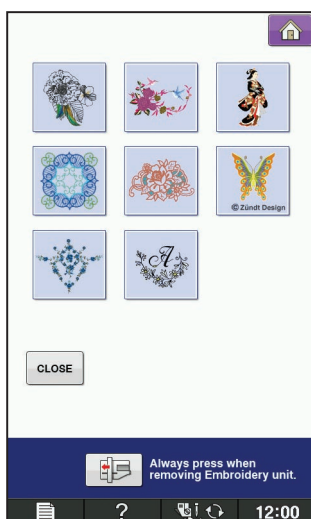 A
© Zündt Design
CLOSE
Always press when
removing Embroidery unit.
?
12:00